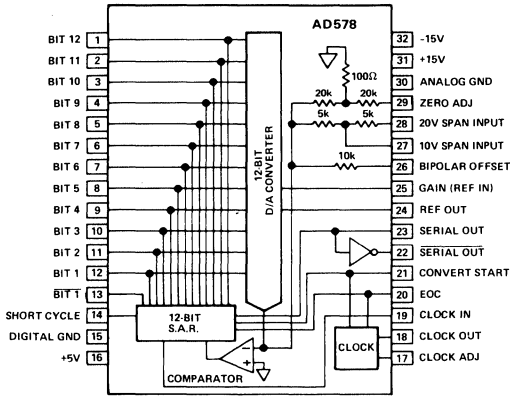 AD578
BIT 12 1
BIT 11 2
BIT 10 3
BIT 9 4
BIT 8 5
BIT 7 6
BIT 6 7
BIT 5 8
BIT 4 9
BIT 3 10
BIT 2 11
BIT 1 12
BIT 1 13
SHORT CYCLE 14
DIGITAL GND 15
+5V 16
12-BIT
D/A CONVERTER
12-BIT
S.A.R.
COMPARATOR
-
+
100Ω
20k
20k
5k
5k
10k
CLOCK
32 -15V
31 +15V
30 ANALOG GND
29 ZERO ADJ
28 20V SPAN INPUT
27 10V SPAN INPUT
26 BIPOLAR OFFSET
25 GAIN (REF IN)
24 REF OUT
23 SERIAL OUT
22 SERIAL OUT
21 CONVERT START
20 EOC
19 CLOCK IN
18 CLOCK OUT
17 CLOCK ADJ